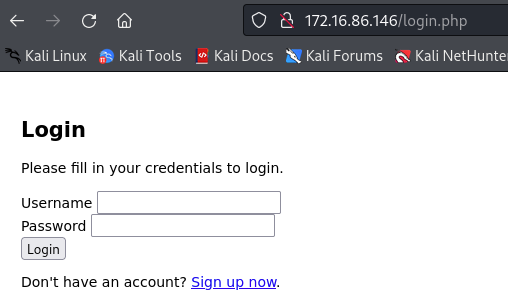 172.16.86.146/login.php
Kali Linux Kali Tools Kali Docs Kali Forums Kali NetHunte
Login
Please fill in your credentials to login.
Username
Password
Login
Don't have an account? Sign up now.